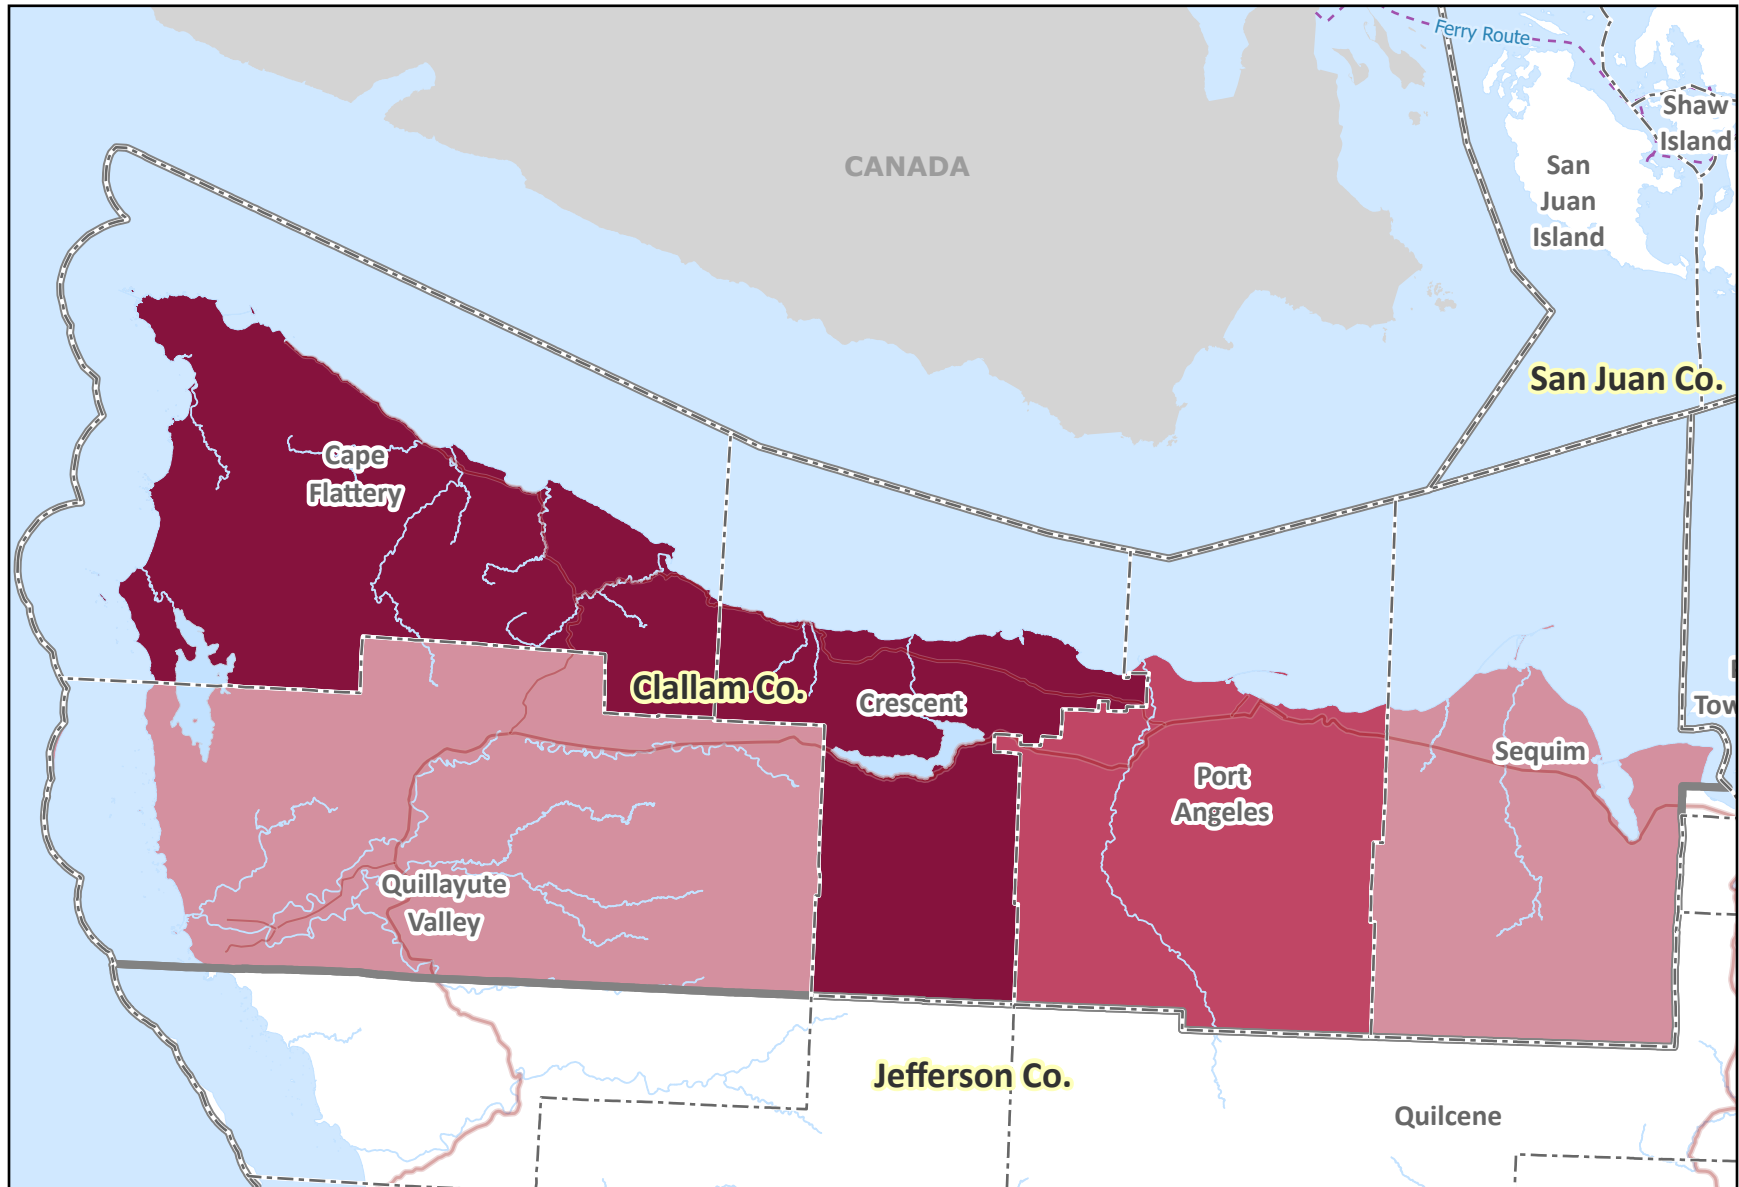 Ferry Route
Shaw
Island
CANADA
San
Juan
Island
San Juan Co.
Cape
Flattery
Clallam Co.
Crescent
Sequim
Port
Angeles
Quillayute
Valley
Jefferson Co.
Quilcene